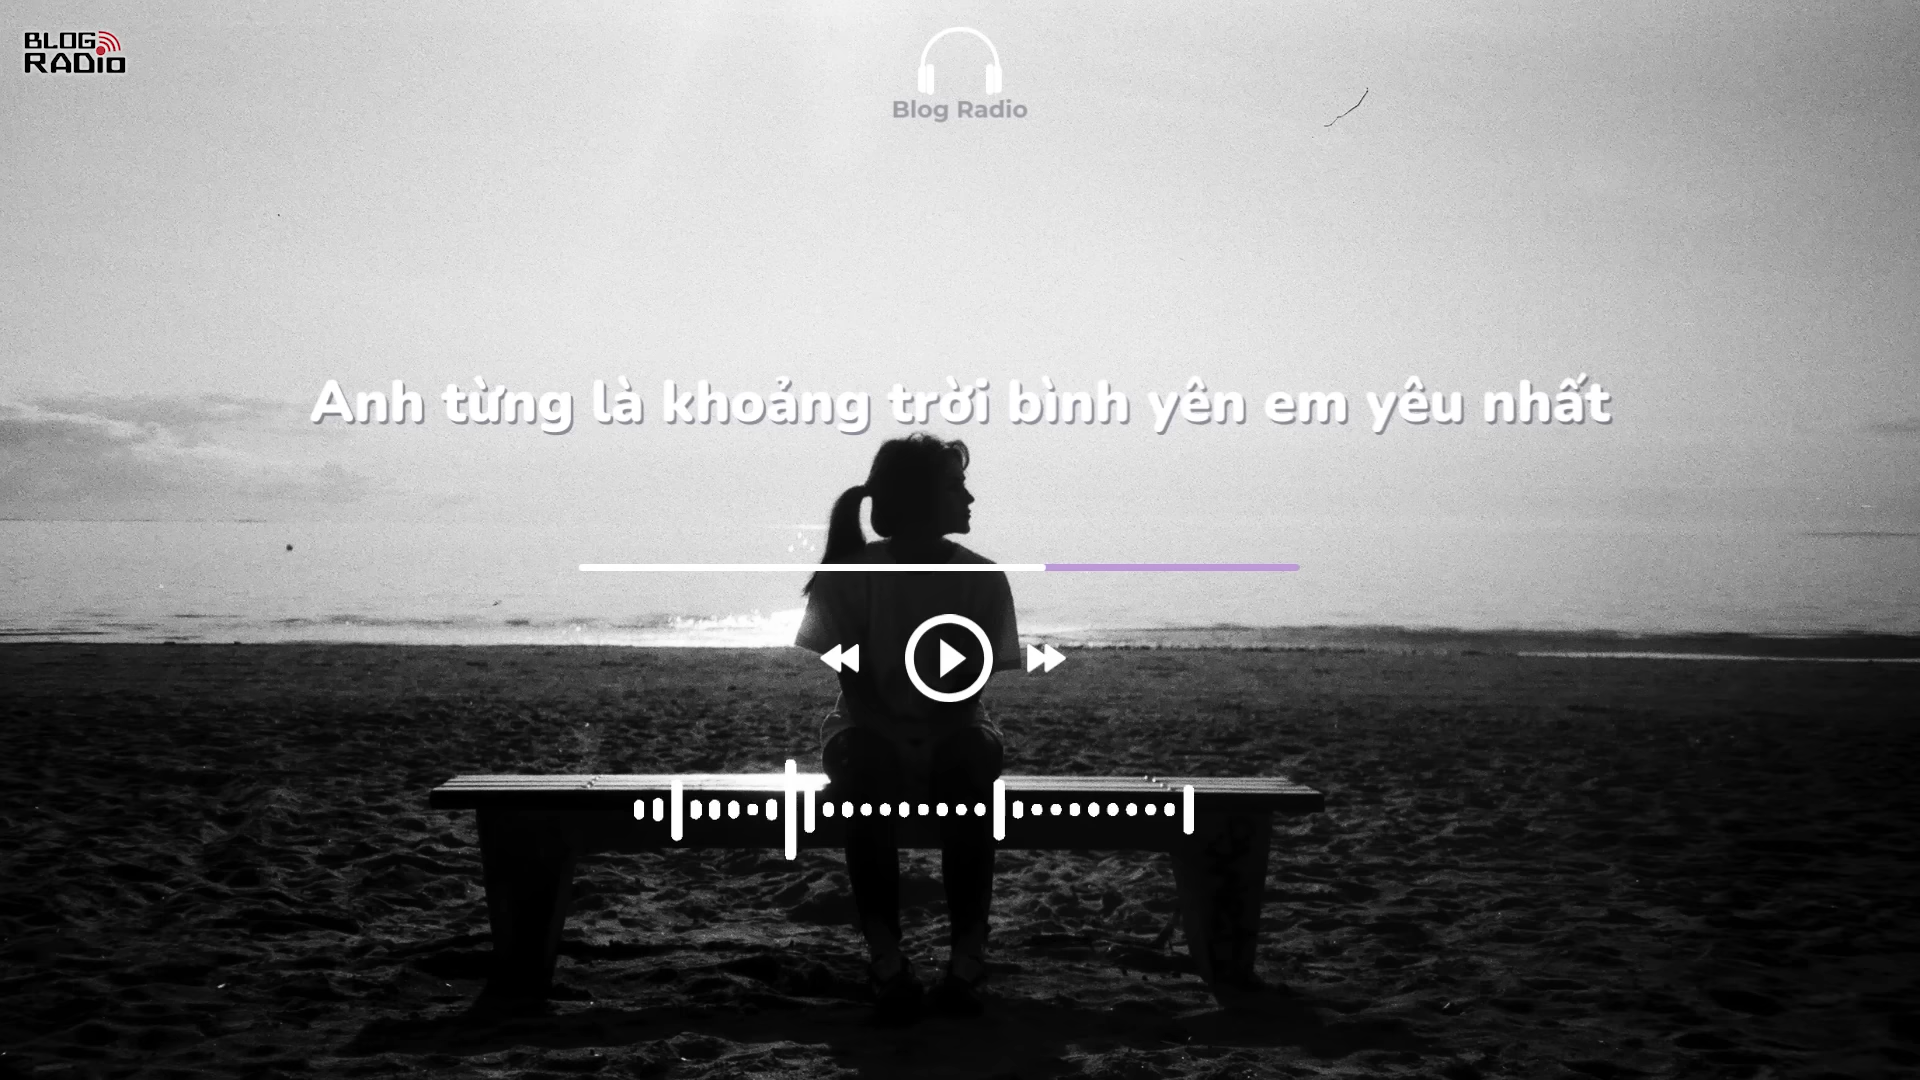 BLOG
RADIO
Blog Radio
Anh từng là khoảng trời bình yên em yêu nhất